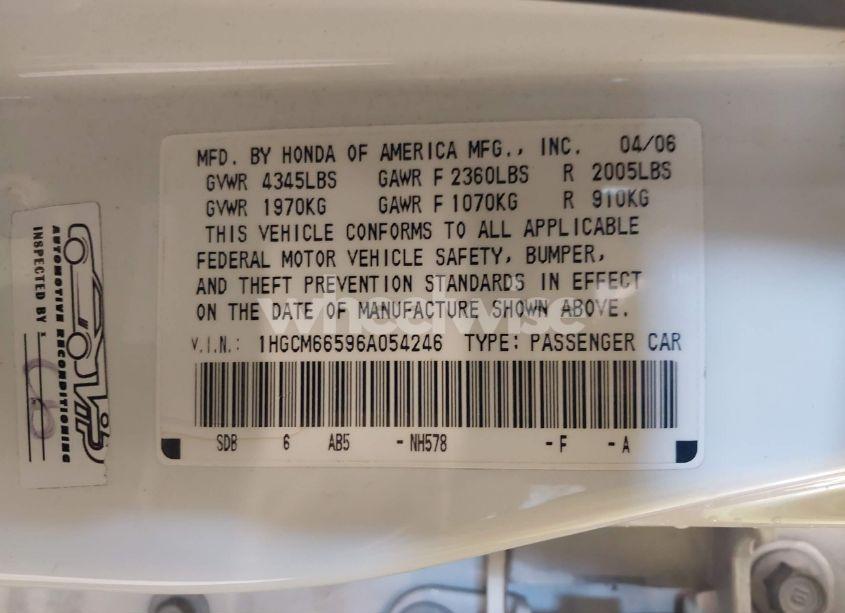 MFD. BY HONDA OF AMERICA MFG., INC. 04/06
GVWR 4345LBS GAWR F 2360LBS R 2005LBS
GVWR 1970KG GAWR F 1070KG R 910KG
THIS VEHICLE CONFORMS TO ALL APPLICABLE
FEDERAL MOTOR VEHICLE SAFETY, BUMPER,
AND THEFT PREVENTION STANDARDS IN EFFECT
ON THE DATE OF MANUFACTURE SHOWN ABOVE.
V.I.N.: 1HGCM66596A054246 TYPE: PASSENGER CAR
SDB 6 AB5 -NH578 -F -A
AUTOMOTIVE RECONDITIONING
VIP
INSPECTED BY
wheelwise